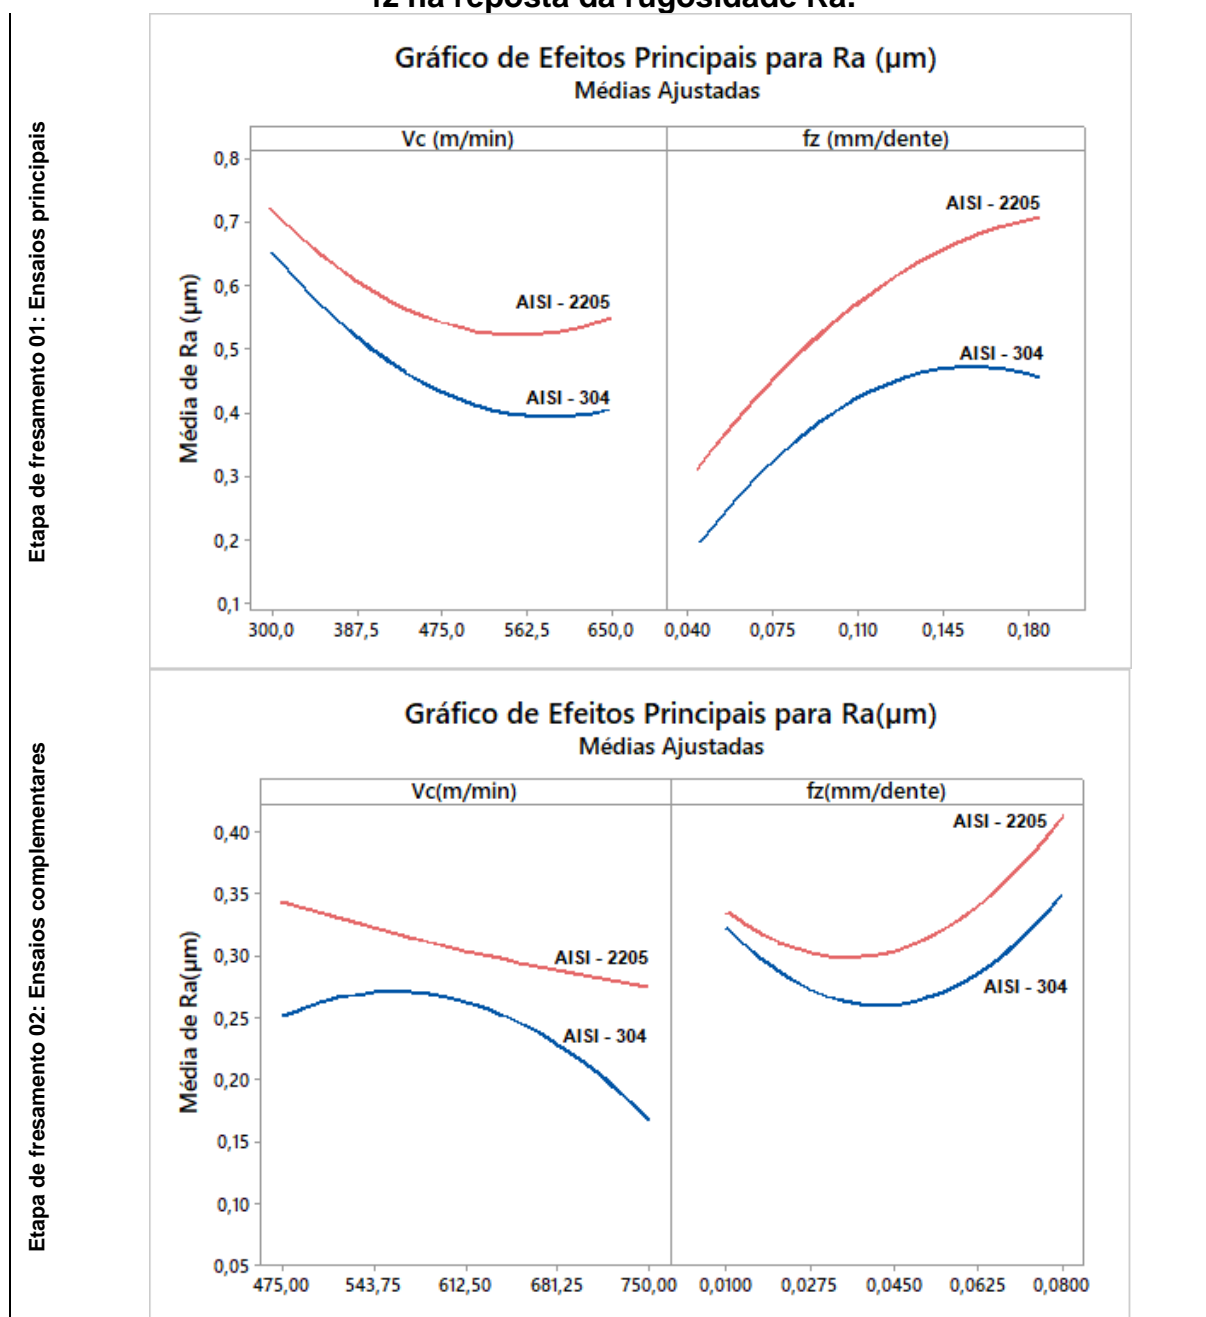 fz na reposta da rugosidade Ra.
Etapa de fresamento 01: Ensaios principais
Gráfico de Efeitos Principais para Ra (µm)
Médias Ajustadas
Vc (m/min)
fz (mm/dente)
Média de Ra (µm)
0,8
0,7
0,6
0,5
0,4
0,3
0,2
0,1
AISI - 2205
AISI - 304
AISI - 2205
AISI - 304
300,0 387,5 475,0 562,5 650,0 0,040 0,075 0,110 0,145 0,180
Etapa de fresamento 02: Ensaios complementares
Gráfico de Efeitos Principais para Ra(µm)
Médias Ajustadas
Vc(m/min)
fz(mm/dente)
Média de Ra(µm)
0,40
0,35
0,30
0,25
0,20
0,15
0,10
0,05
AISI - 2205
AISI - 304
AISI - 2205
AISI - 304
475,00 543,75 612,50 681,25 750,00 0,0100 0,0275 0,0450 0,0625 0,0800